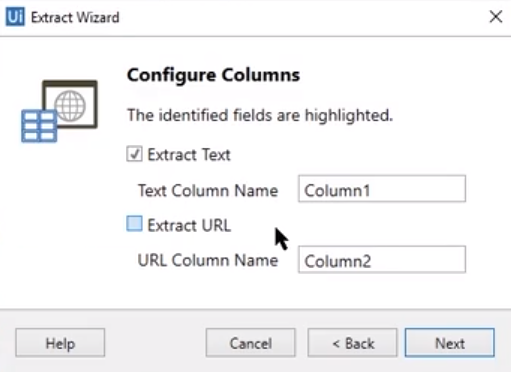 Ui Extract Wizard
Configure Columns
The identified fields are highlighted.
Extract Text
Text Column Name Column1
Extract URL
URL Column Name Column2
Help Cancel < Back Next